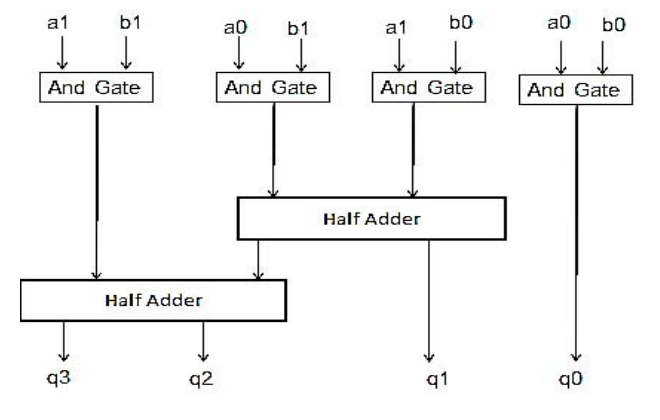 a1 b1 a0 b1 a1 b0 a0 b0
And Gate And Gate And Gate And Gate
Half Adder
Half Adder
q3 q2 q1 q0